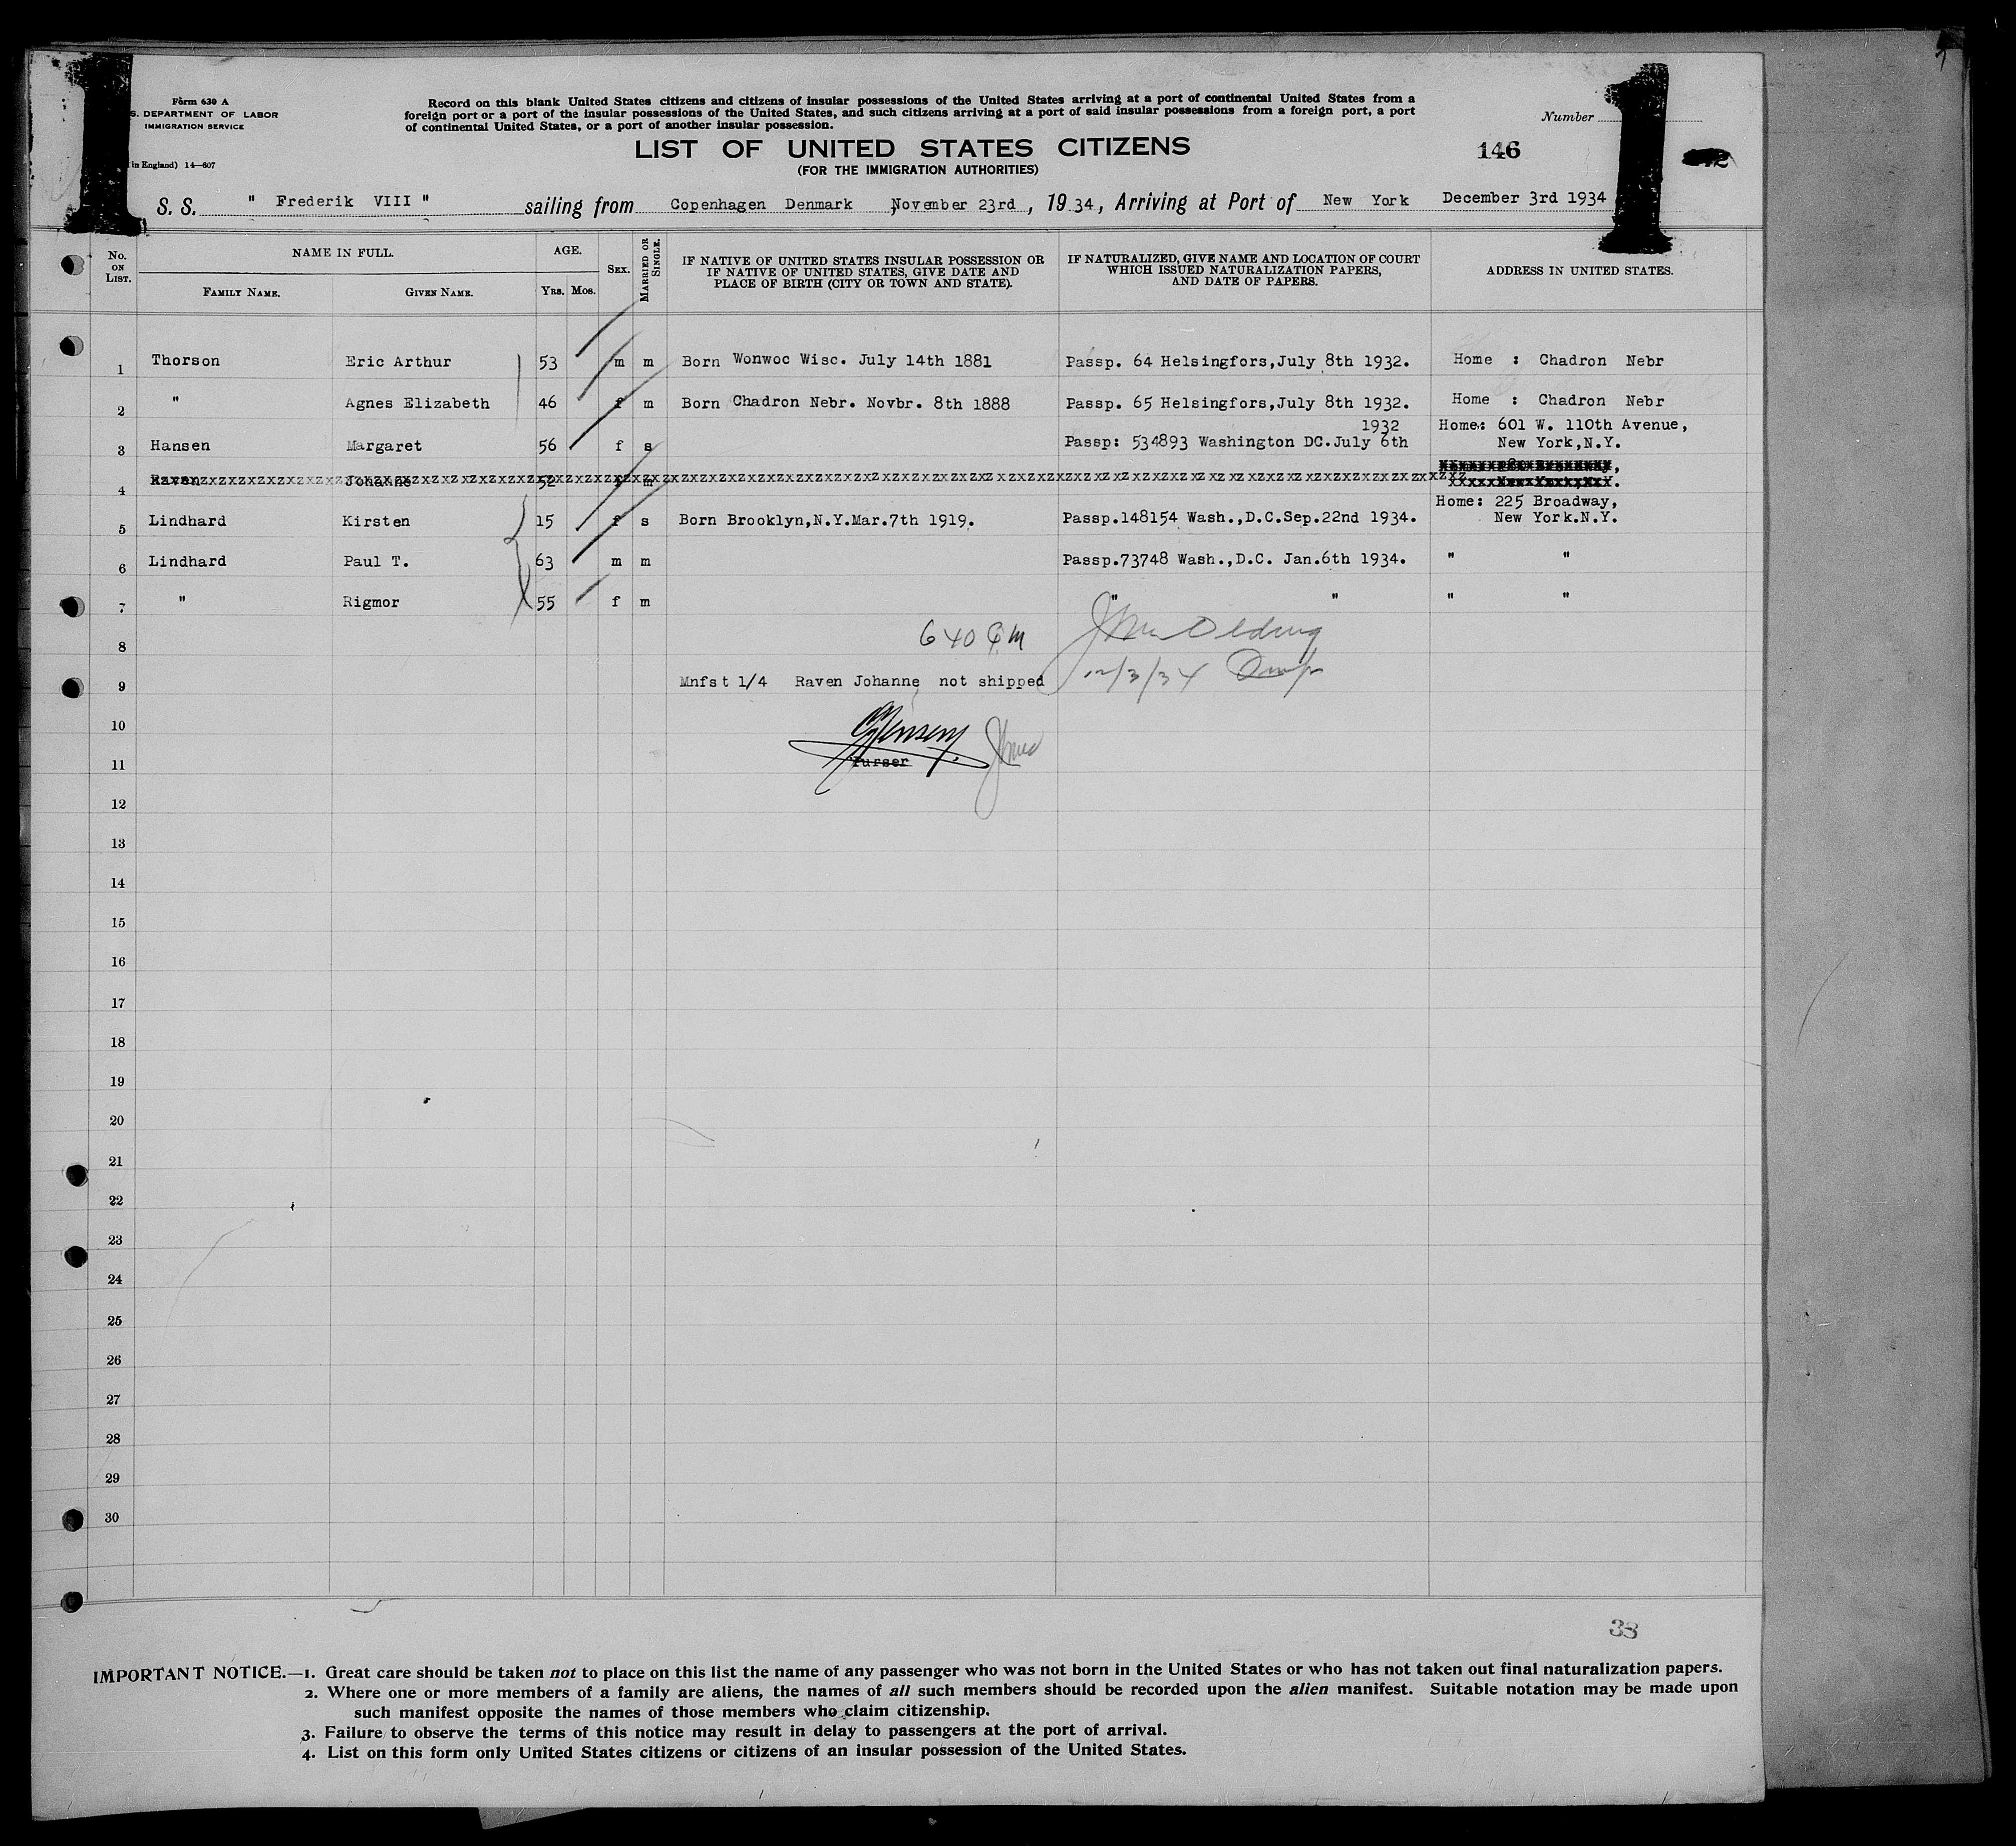 Form 630 A
S. DEPARTMENT OF LABOR
IMMIGRATION SERVICE
in England) 14—607
Record on this blank United States citizens and citizens of insular possessions of the United States arriving at a port of continental United States from a
foreign port or a port of the insular possessions of the United States, and such citizens arriving at a port of said insular possessions from a foreign port, a port
of continental United States, or a port of another insular possession.
Number
1
1
LIST OF UNITED STATES CITIZENS
146
(FOR THE IMMIGRATION AUTHORITIES)
S. S. " Frederik VIII " sailing from Copenhagen Denmark , November 23rd , 1934, Arriving at Port of New York December 3rd 1934
No. ON LIST.
NAME IN FULL.
FAMILY NAME. GIVEN NAME.
AGE.
YRS. MOS.
SEX.
MARRIED OR SINGLE.
IF NATIVE OF UNITED STATES INSULAR POSSESSION OR
IF NATIVE OF UNITED STATES, GIVE DATE AND
PLACE OF BIRTH (CITY OR TOWN AND STATE).
IF NATURALIZED, GIVE NAME AND LOCATION OF COURT
WHICH ISSUED NATURALIZATION PAPERS,
AND DATE OF PAPERS.
ADDRESS IN UNITED STATES.
1 Thorson Eric Arthur 53 m m Born Wonwoc Wisc. July 14th 1881 Passp. 64 Helsingfors,July 8th 1932. Home : Chadron Nebr
2 " Agnes Elizabeth 46 f m Born Chadron Nebr. Novbr. 8th 1888 Passp. 65 Helsingfors,July 8th 1932. Home : Chadron Nebr
1932 Home: 601 W. 110th Avenue,
3 Hansen Margaret 56 f s Passp: 534893 Washington DC.July 6th New York,N.Y.
4 Raven Johanne 52 f m
Home: 225 Broadway,
5 Lindhard Kirsten 15 f s Born Brooklyn,N.Y.Mar.7th 1919. Passp.148154 Wash.,D.C.Sep.22nd 1934. New York.N.Y.
6 Lindhard Paul T. 63 m m Passp.73748 Wash.,D.C. Jan.6th 1934. " "
7 " Rigmor 55 f m " " " "
8 640 PM
9 Mnfst 1/4 Raven Johanne not shipped 12/3/34
10
11 Purser
12
13
14
15
16
17
18
19
20
21
22
23
24
25
26
27
28
29
30
38
IMPORTANT NOTICE.—1. Great care should be taken not to place on this list the name of any passenger who was not born in the United States or who has not taken out final naturalization papers.
2. Where one or more members of a family are aliens, the names of all such members should be recorded upon the alien manifest. Suitable notation may be made upon
such manifest opposite the names of those members who claim citizenship.
3. Failure to observe the terms of this notice may result in delay to passengers at the port of arrival.
4. List on this form only United States citizens or citizens of an insular possession of the United States.